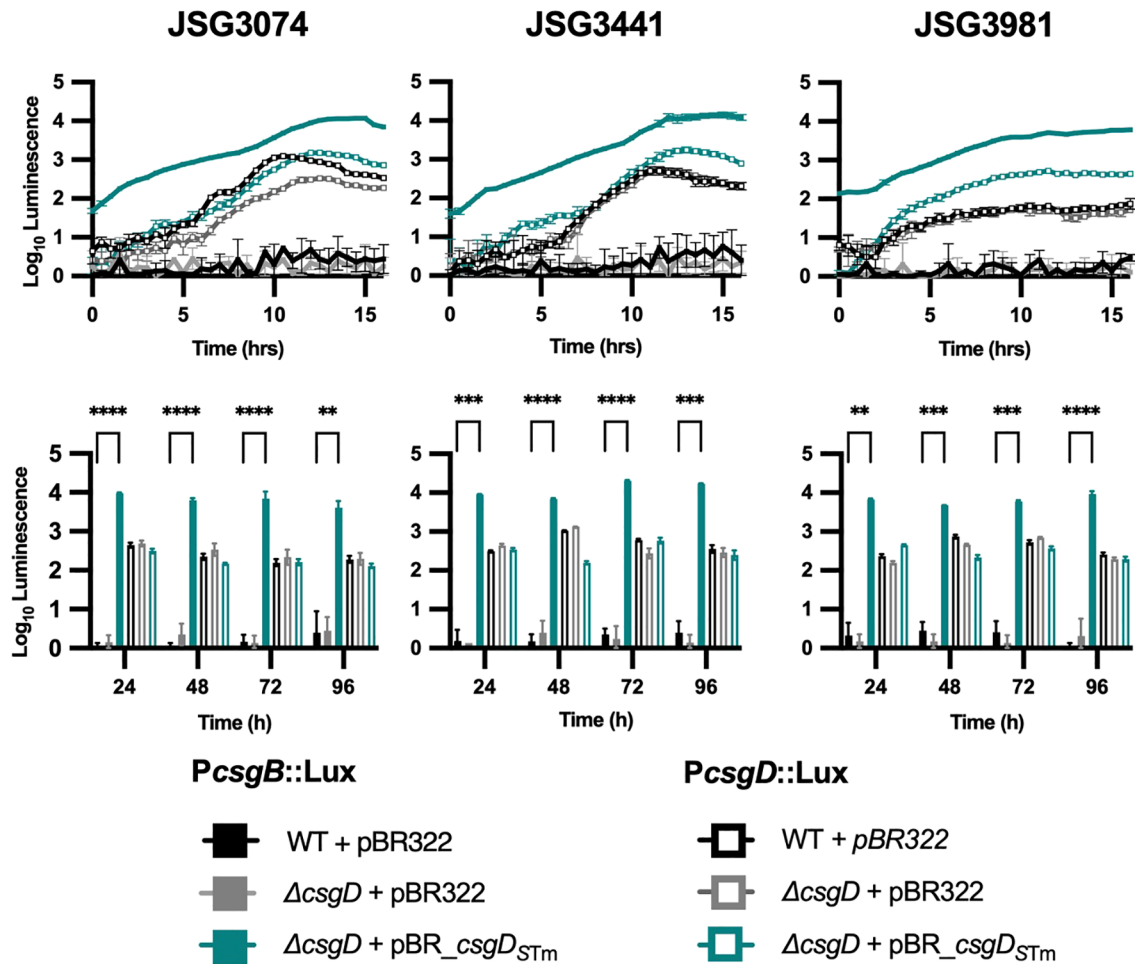 JSG3074 JSG3441 JSG3981
Log10 Luminescence
5 5 5
4 4 4
3 3 3
2 2 2
1 1 1
0 0 0
0 5 10 15 0 5 10 15 0 5 10 15
Time (hrs) Time (hrs) Time (hrs)
**** **** **** ** *** **** **** *** ** *** *** ****
Log10 Luminescence
5 5 5
4 4 4
3 3 3
2 2 2
1 1 1
0 0 0
24 48 72 96 24 48 72 96 24 48 72 96
Time (h) Time (h) Time (h)
PcsgB::Lux PcsgD::Lux
WT + pBR322 WT + pBR322
ΔcsgD + pBR322 ΔcsgD + pBR322
ΔcsgD + pBR_csgDSTm ΔcsgD + pBR_csgDSTm